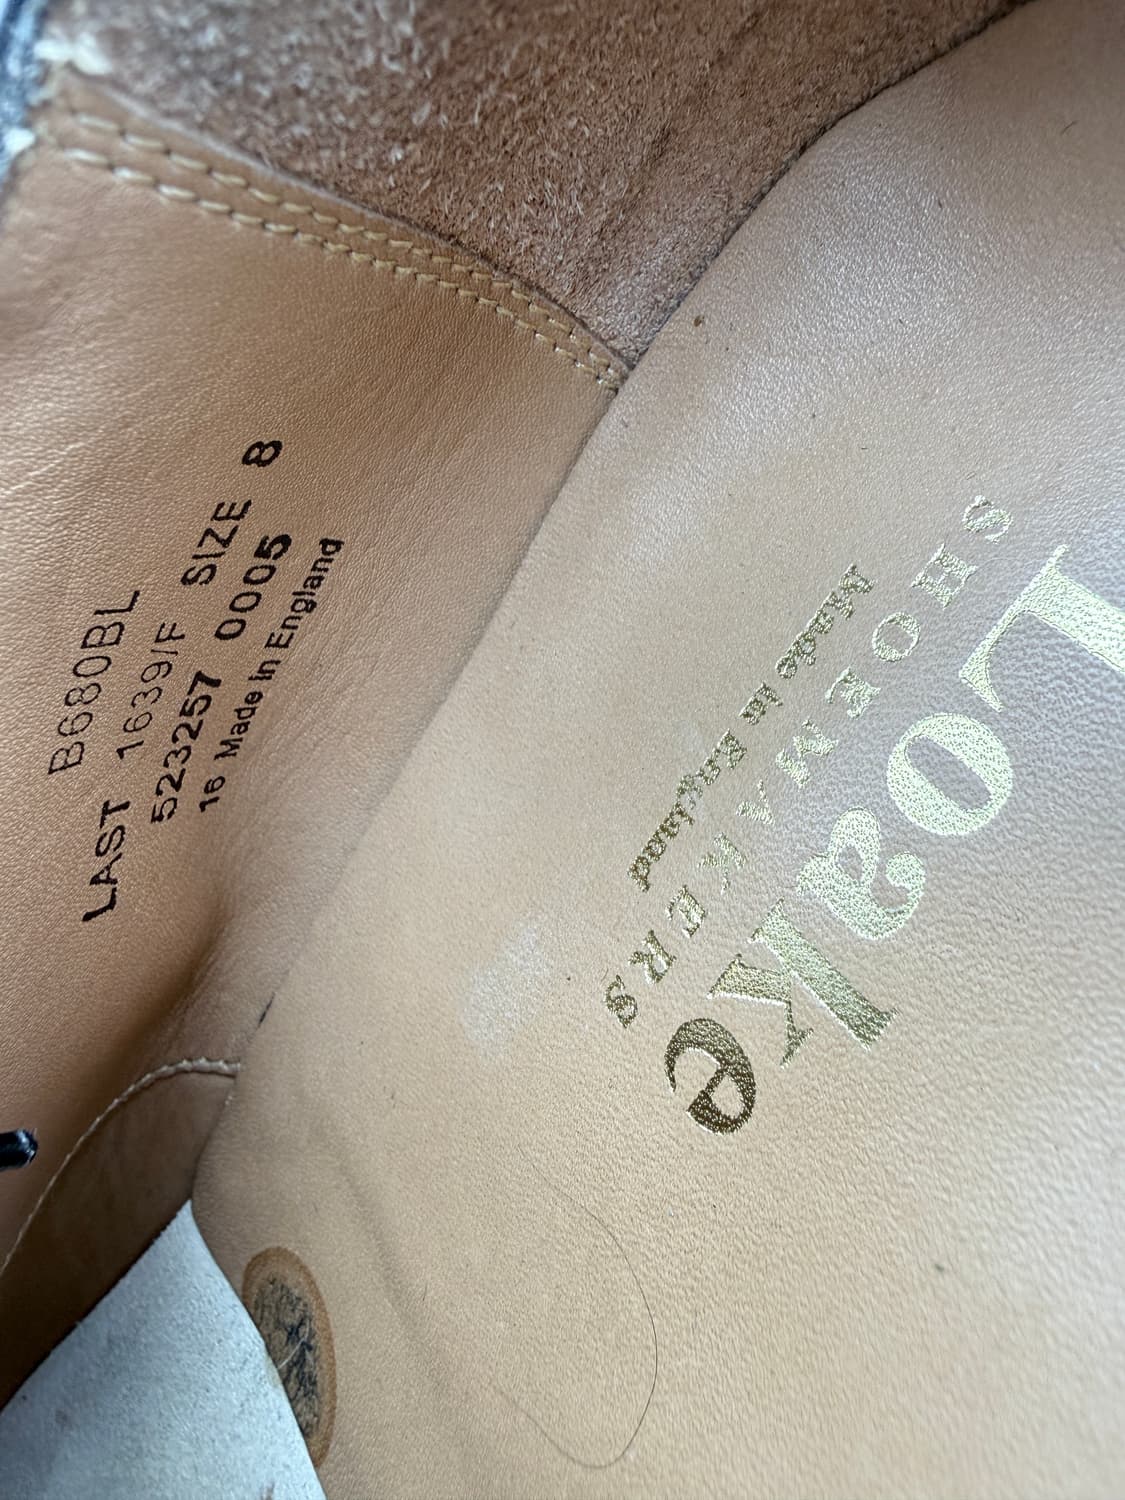 B680BL
LAST 1639/F SIZE 8
523257 0005
16 Made in England
Loake
SHOEMAKERS
Made in England